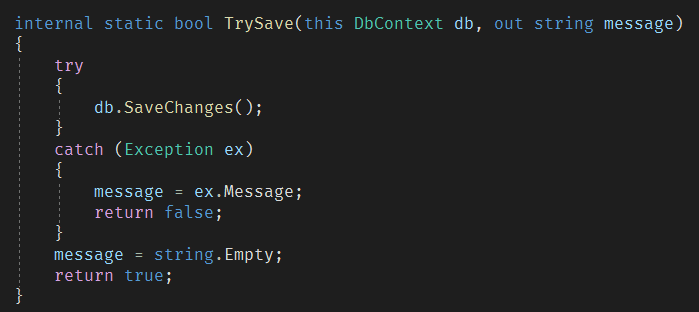 internal static bool TrySave(this DbContext db, out string message)
{
    try
    {
        db.SaveChanges();
    }
    catch (Exception ex)
    {
        message = ex.Message;
        return false;
    }
    message = string.Empty;
    return true;
}